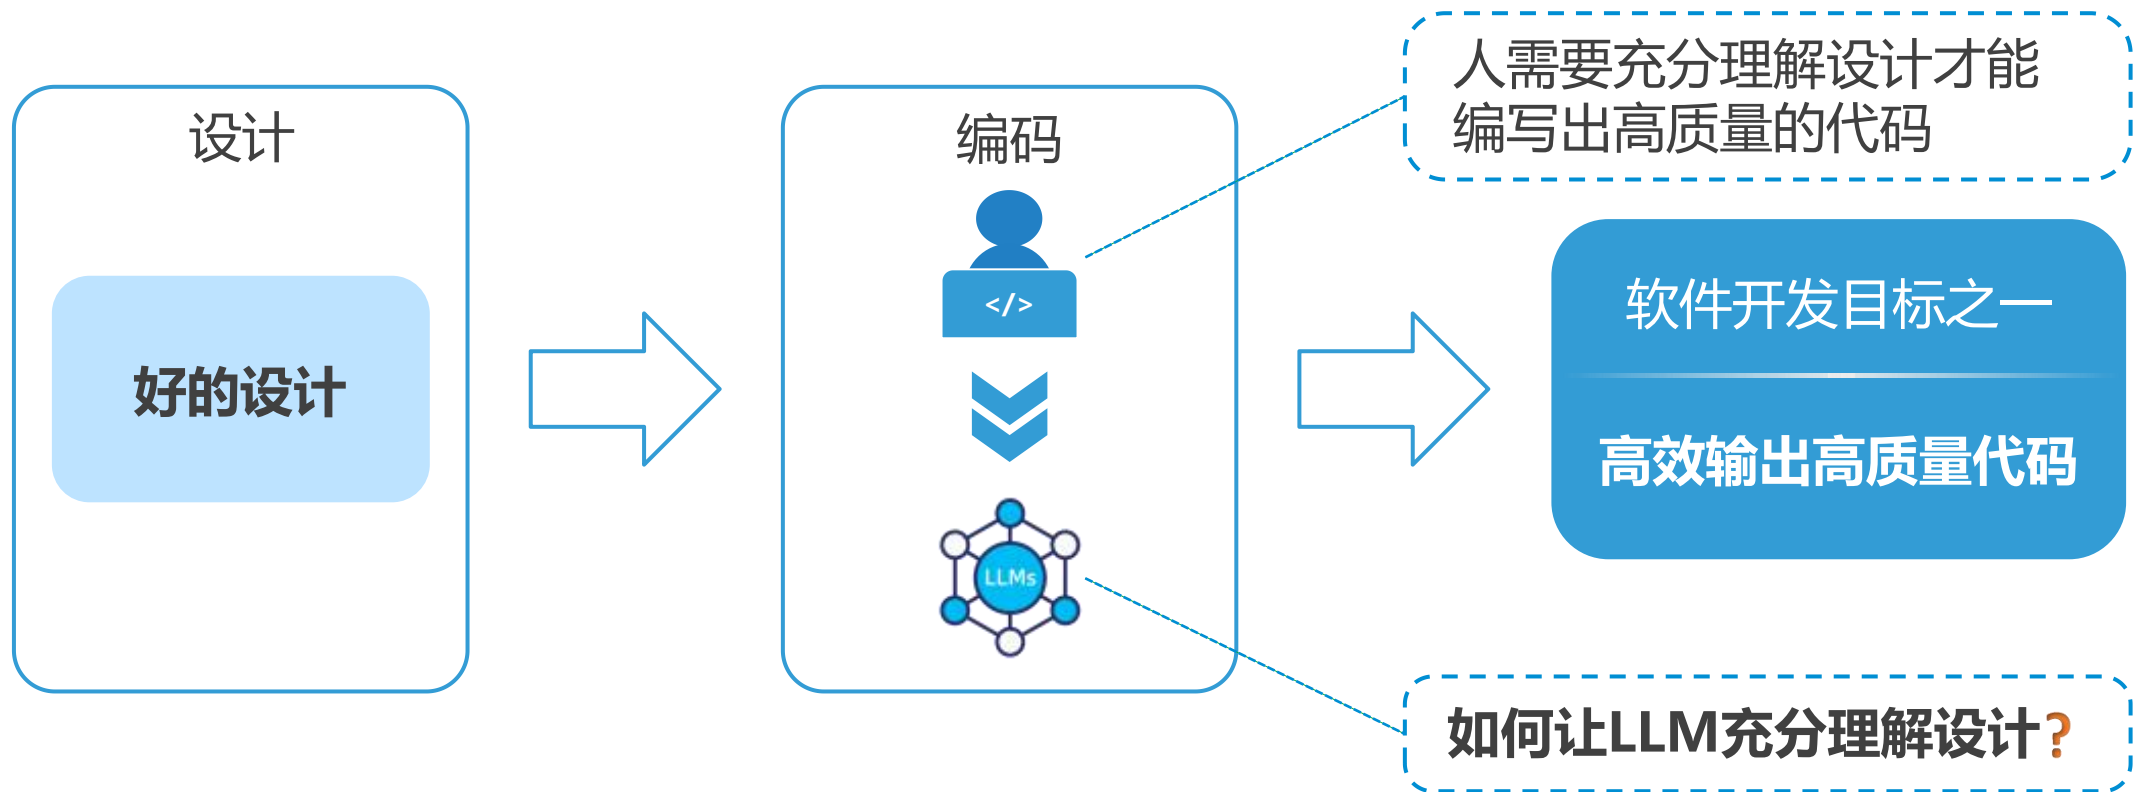 设计
好的设计
编码
</>
LLMs
人需要充分理解设计才能
编写出高质量的代码
软件开发目标之一
高效输出高质量代码
如何让LLM充分理解设计?